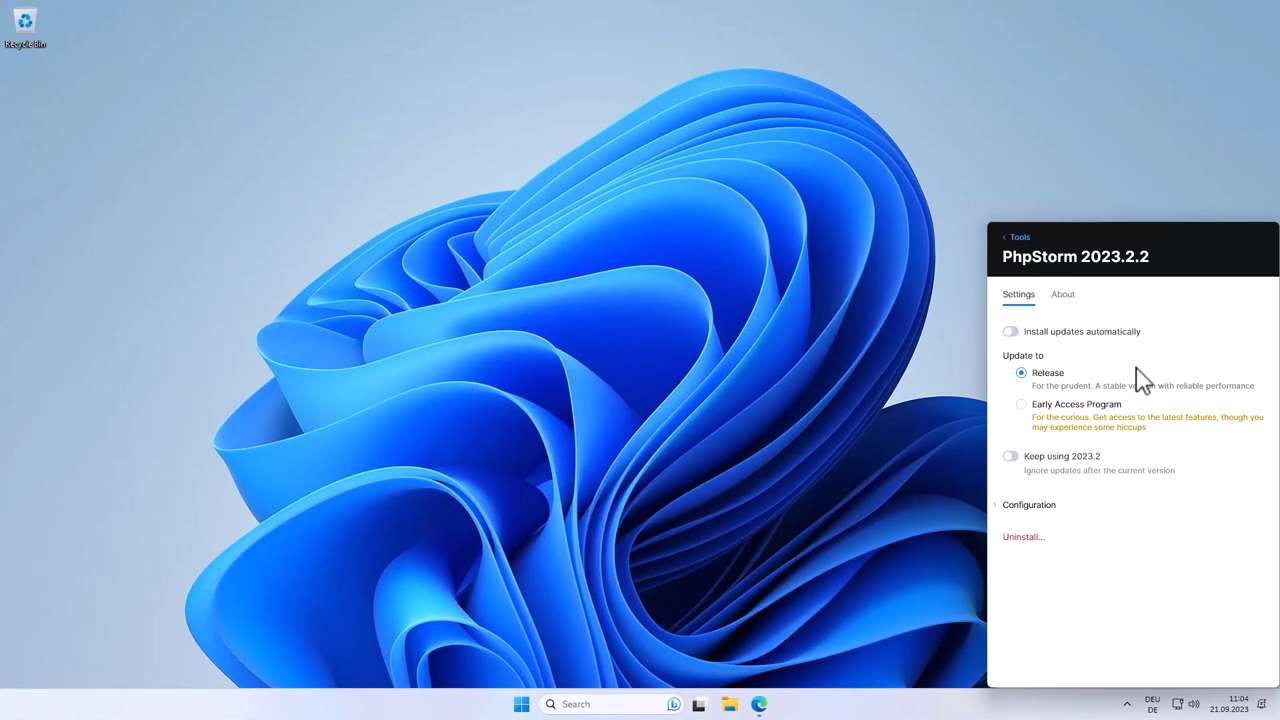 Recycle Bin
Tools
PhpStorm 2023.2.2
Settings About
Install updates automatically
Update to
Release
For the prudent. A stable with reliable performance
Early Access Program
For the curious. Get access to the latest features, though you
may experience some hiccups
Keep using 2023.2
Ignore updates after the current version
Configuration
Uninstall...
Search
DEU
DE
11:04
21.09.2023